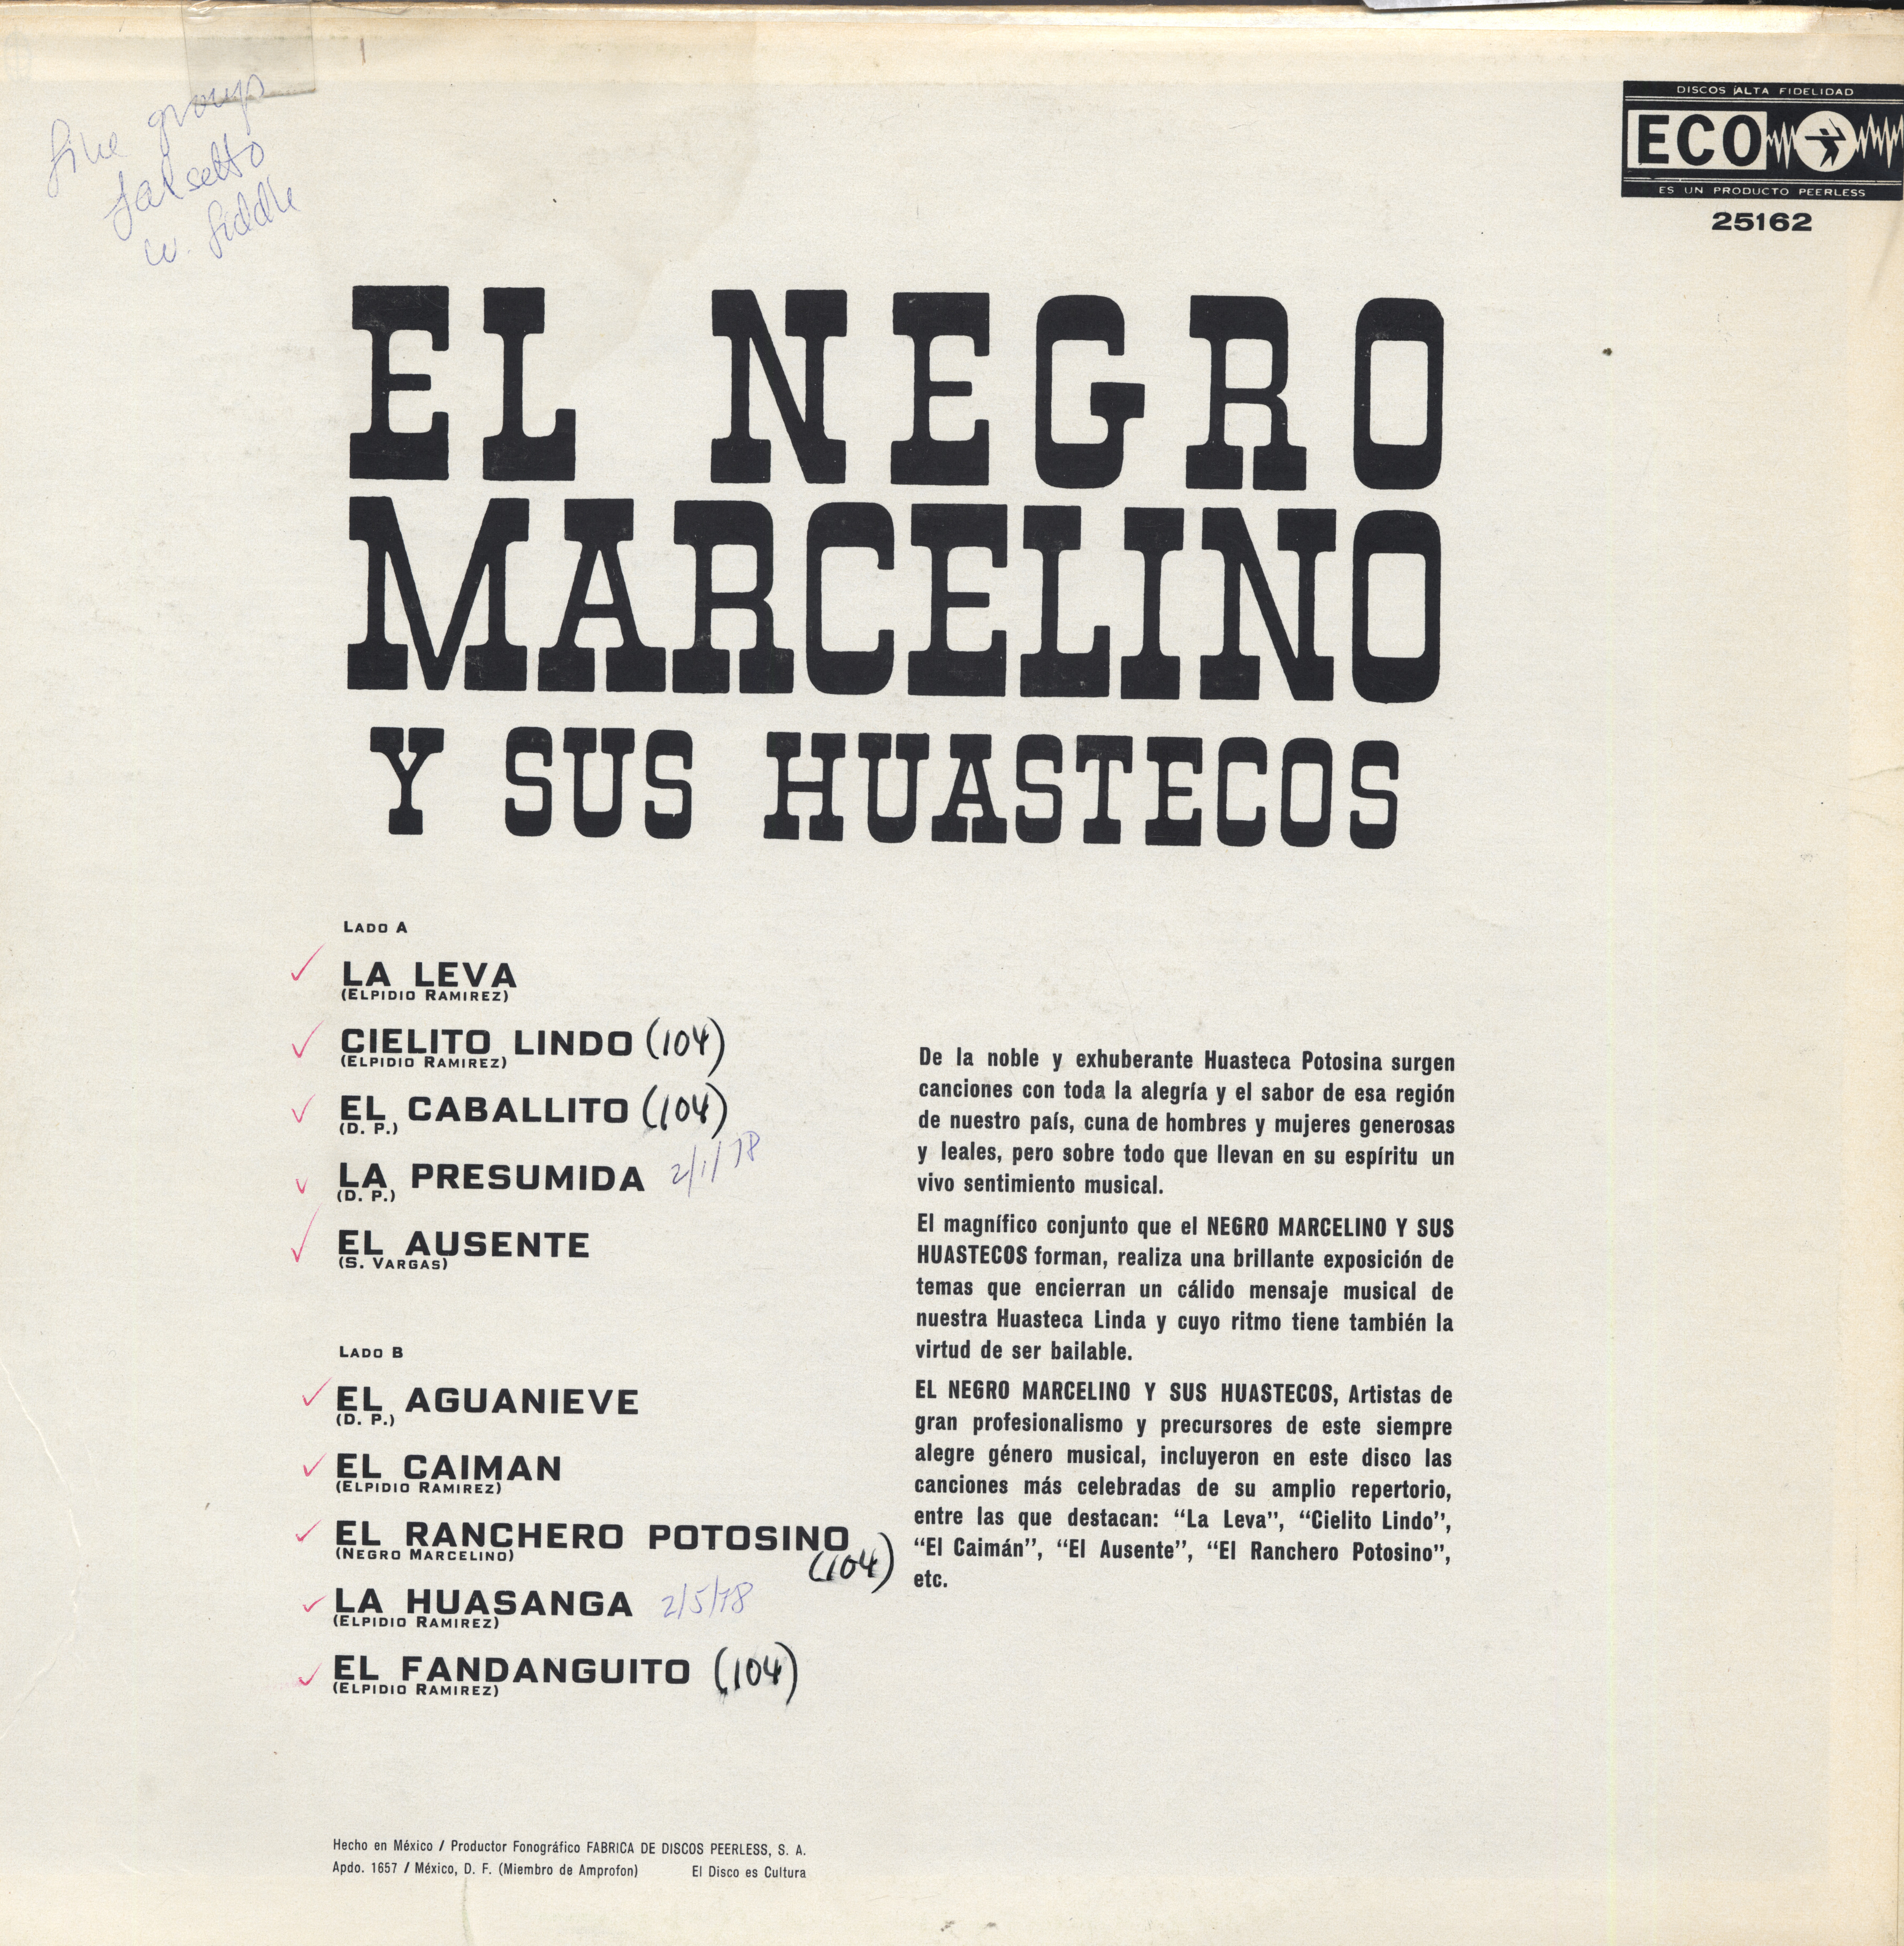 fine group
falsetto
w. fiddle
DISCOS ALTA FIDELIDAD
ECO
ES UN PRODUCTO PEERLESS
25162
EL NEGRO
MARCELINO
Y SUS HUASTECOS
LADO A
LA LEVA
(ELPIDIO RAMIREZ)
CIELITO LINDO (104)
(ELPIDIO RAMIREZ)
EL CABALLITO (104)
(D. P.)
LA PRESUMIDA 2/1/78
(D. P.)
EL AUSENTE
(S. VARGAS)
LADO B
EL AGUANIEVE
(D. P.)
EL CAIMAN
(ELPIDIO RAMIREZ)
EL RANCHERO POTOSINO
(NEGRO MARCELINO) (104)
LA HUASANGA 2/5/78
(ELPIDIO RAMIREZ)
EL FANDANGUITO (104)
(ELPIDIO RAMIREZ)
De la noble y exhuberante Huasteca Potosina surgen
canciones con toda la alegría y el sabor de esa región
de nuestro país, cuna de hombres y mujeres generosas
y leales, pero sobre todo que llevan en su espíritu un
vivo sentimiento musical.
El magnífico conjunto que el NEGRO MARCELINO Y SUS
HUASTECOS forman, realiza una brillante exposición de
temas que encierran un cálido mensaje musical de
nuestra Huasteca Linda y cuyo ritmo tiene también la
virtud de ser bailable.
EL NEGRO MARCELINO Y SUS HUASTECOS, Artistas de
gran profesionalismo y precursores de este siempre
alegre género musical, incluyeron en este disco las
canciones más celebradas de su amplio repertorio,
entre las que destacan: "La Leva", "Cielito Lindo",
"El Caimán", "El Ausente", "El Ranchero Potosino",
etc.
Hecho en México / Productor Fonográfico FABRICA DE DISCOS PEERLESS, S. A.
Apdo. 1657 / México, D. F. (Miembro de Amprofon) El Disco es Cultura